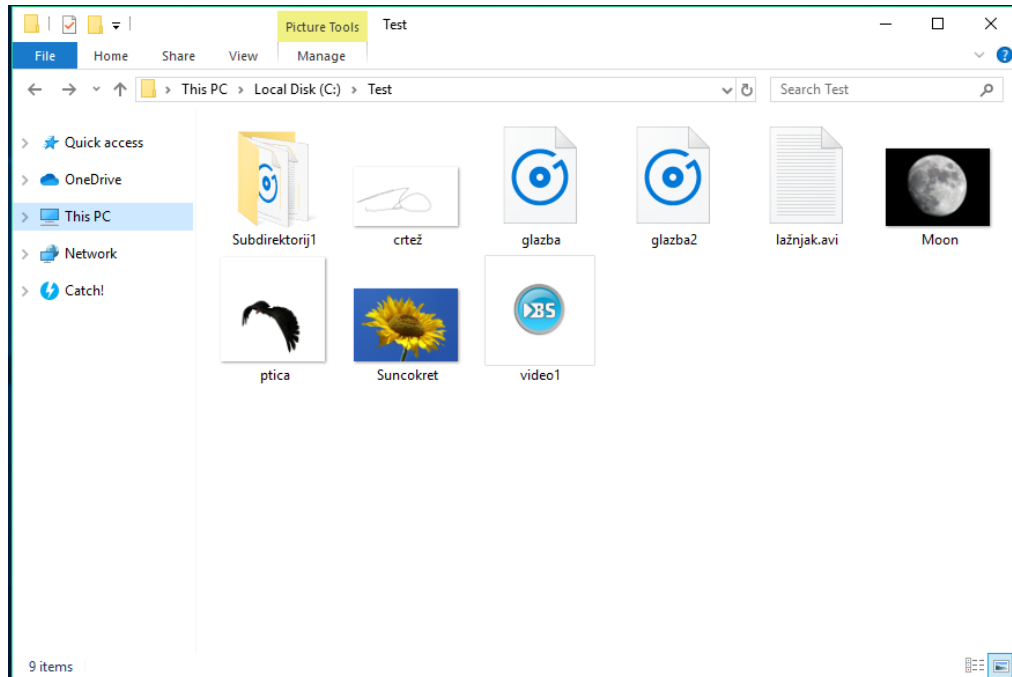 Picture Tools Test
File Home Share View Manage
This PC Local Disk (C:) Test Search Test
Quick access
OneDrive
This PC
Network
Catch!
Subdirektorij1 crtež glazba glazba2 lažnjak.avi Moon
BS
ptica Suncokret video1
9 items